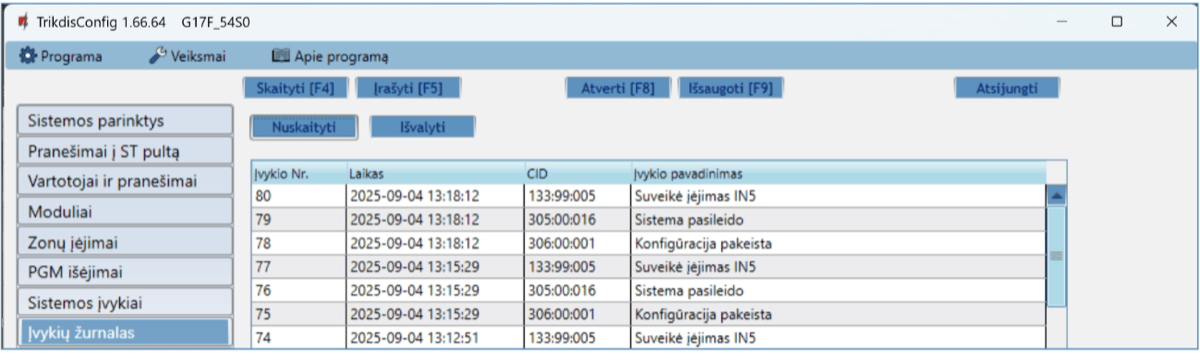 TrikdisConfig 1.66.64 G17F_54S0
Programa Veiksmai Apie programą
Skaityti [F4] Įrašyti [F5] Atverti [F8] Išsaugoti [F9] Atsijungti
Nuskaityti Išvalyti
Sistemos parinktys
Pranešimai į ST pultą
Vartotojai ir pranešimai
Moduliai
Zonų įėjimai
PGM išėjimai
Sistemos įvykiai
Įvykių žurnalas
Įvykio Nr. Laikas CID Įvykio pavadinimas
80 2025-09-04 13:18:12 133:99:005 Suveikė įėjimas IN5
79 2025-09-04 13:18:12 305:00:016 Sistema pasileido
78 2025-09-04 13:18:12 306:00:001 Konfigūracija pakeista
77 2025-09-04 13:15:29 133:99:005 Suveikė įėjimas IN5
76 2025-09-04 13:15:29 305:00:016 Sistema pasileido
75 2025-09-04 13:15:29 306:00:001 Konfigūracija pakeista
74 2025-09-04 13:12:51 133:99:005 Suveikė įėjimas IN5